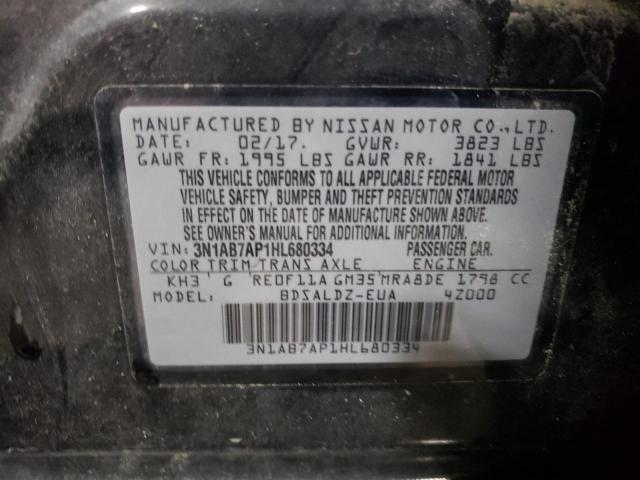 MANUFACTURED BY NISSAN MOTOR CO.,LTD.
DATE: 02/17. GVWR: 3823 LBS
GAWR FR: 1995 LBS GAWR RR: 1841 LBS
THIS VEHICLE CONFORMS TO ALL APPLICABLE FEDERAL MOTOR
VEHICLE SAFETY, BUMPER AND THEFT PREVENTION STANDARDS
IN EFFECT ON THE DATE OF MANUFACTURE SHOWN ABOVE.
SEE OWNER'S MANUAL FOR ADDITIONAL INFORMATION.
VIN: 3N1AB7AP1HL680334 PASSENGER CAR.
COLOR TRIM TRANS AXLE ENGINE
KH3 G RE0F11A GM35 MRA8DE 1798 CC
MODEL: BDSALDZ-EUA 4Z000
3N1AB7AP1HL680334